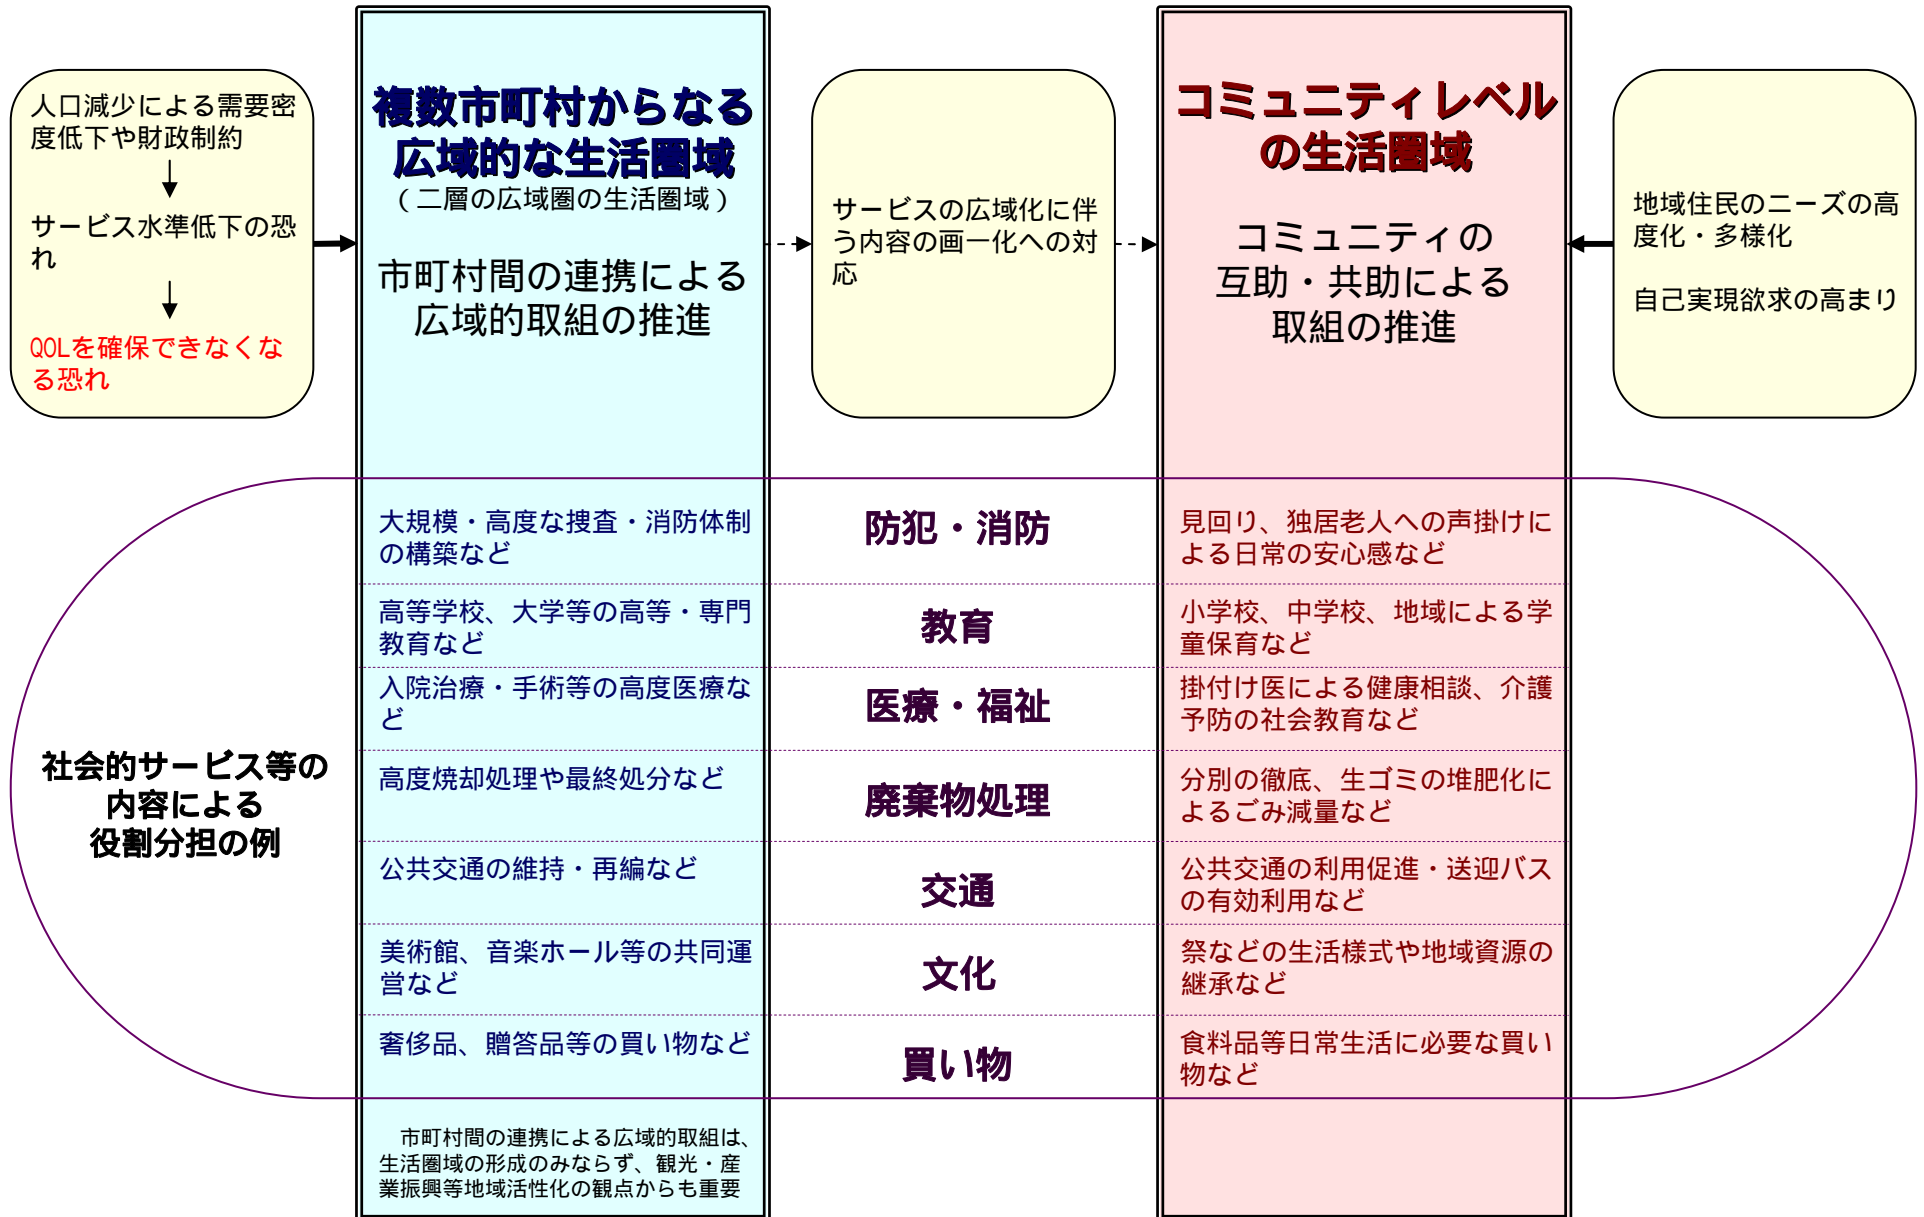 人口減少による需要密
度低下や財政制約
サービス水準低下の恐
れ
QOLを確保できなくな
る恐れ
複数市町村からなる
広域的な生活圏域
(二層の広域圏の生活圏域)
市町村間の連携による
広域的取組の推進
サービスの広域化に伴
う内容の画一化への対
応
コミュニティレベル
の生活圏域
コミュニティの
互助・共助による
取組の推進
地域住民のニーズの高
度化・多様化
自己実現欲求の高まり
社会的サービス等の
内容による
役割分担の例
大規模・高度な捜査・消防体制
の構築など
防犯・消防
見回り、独居老人への声掛けに
よる日常の安心感など
高等学校、大学等の高等・専門
教育など
教育
小学校、中学校、地域による学
童保育など
入院治療・手術等の高度医療な
ど
医療・福祉
掛付け医による健康相談、介護
予防の社会教育など
高度焼却処理や最終処分など
廃棄物処理
分別の徹底、生ゴミの堆肥化に
よるごみ減量など
公共交通の維持・再編など
交通
公共交通の利用促進・送迎バス
の有効利用など
美術館、音楽ホール等の共同運
営など
文化
祭などの生活様式や地域資源の
継承など
奢侈品、贈答品等の買い物など
買い物
食料品等日常生活に必要な買い
物など
市町村間の連携による広域的取組は、
生活圏域の形成のみならず、観光・産
業振興等地域活性化の観点からも重要